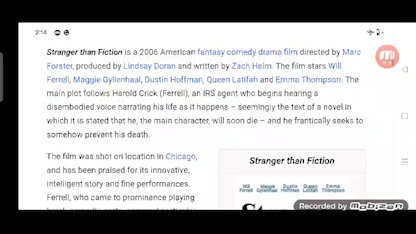 2:14
Stranger than Fiction is a 2006 American fantasy comedy drama film directed by Marc
Forster, produced by Lindsay Doran and written by Zach Helm. The film stars Will
Ferrell, Maggie Gyllenhaal, Dustin Hoffman, Queen Latifah and Emma Thompson. The
main plot follows Harold Crick (Ferrell), an IRS agent who begins hearing a
disembodied voice narrating his life as it happens – seemingly the text of a novel in
which it is stated that he, the main character, will soon die – and he frantically seeks to
somehow prevent his death.
The film was shot on location in Chicago,
and has been praised for its innovative,
intelligent story and fine performances.
Ferrell, who came to prominence playing
Stranger than Fiction
Will Ferrell Maggie Gyllenhaal Dustin Hoffman Queen Latifah Emma Thompson
Recorded by Mobizen